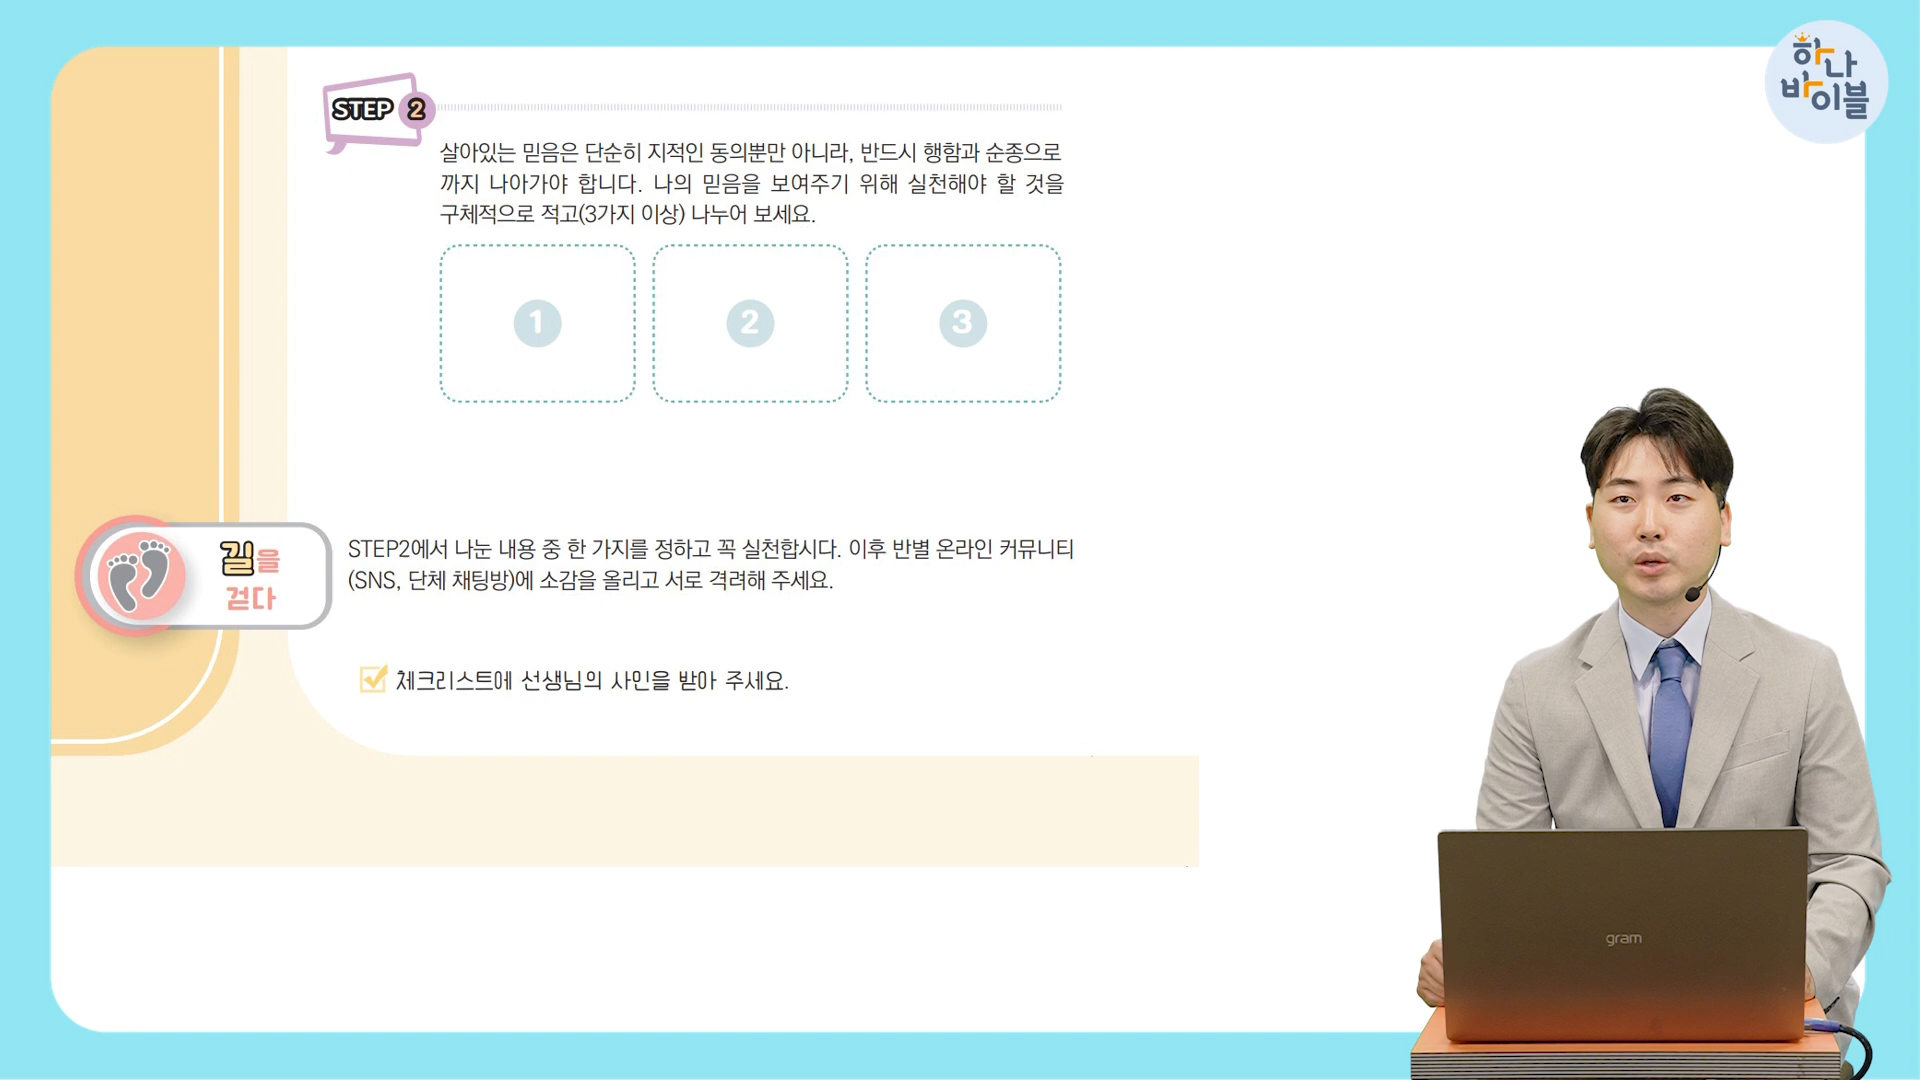 하나
바이블
STEP 2
살아있는 믿음은 단순히 지적인 동의뿐만 아니라, 반드시 행함과 순종으로
까지 나아가야 합니다. 나의 믿음을 보여주기 위해 실천해야 할 것을
구체적으로 적고(3가지 이상) 나누어 보세요.
1
2
3
길을
걷다
STEP2에서 나눈 내용 중 한 가지를 정하고 꼭 실천합시다. 이후 반별 온라인 커뮤니티
(SNS, 단체 채팅방)에 소감을 올리고 서로 격려해 주세요.
체크리스트에 선생님의 사인을 받아 주세요.
gram